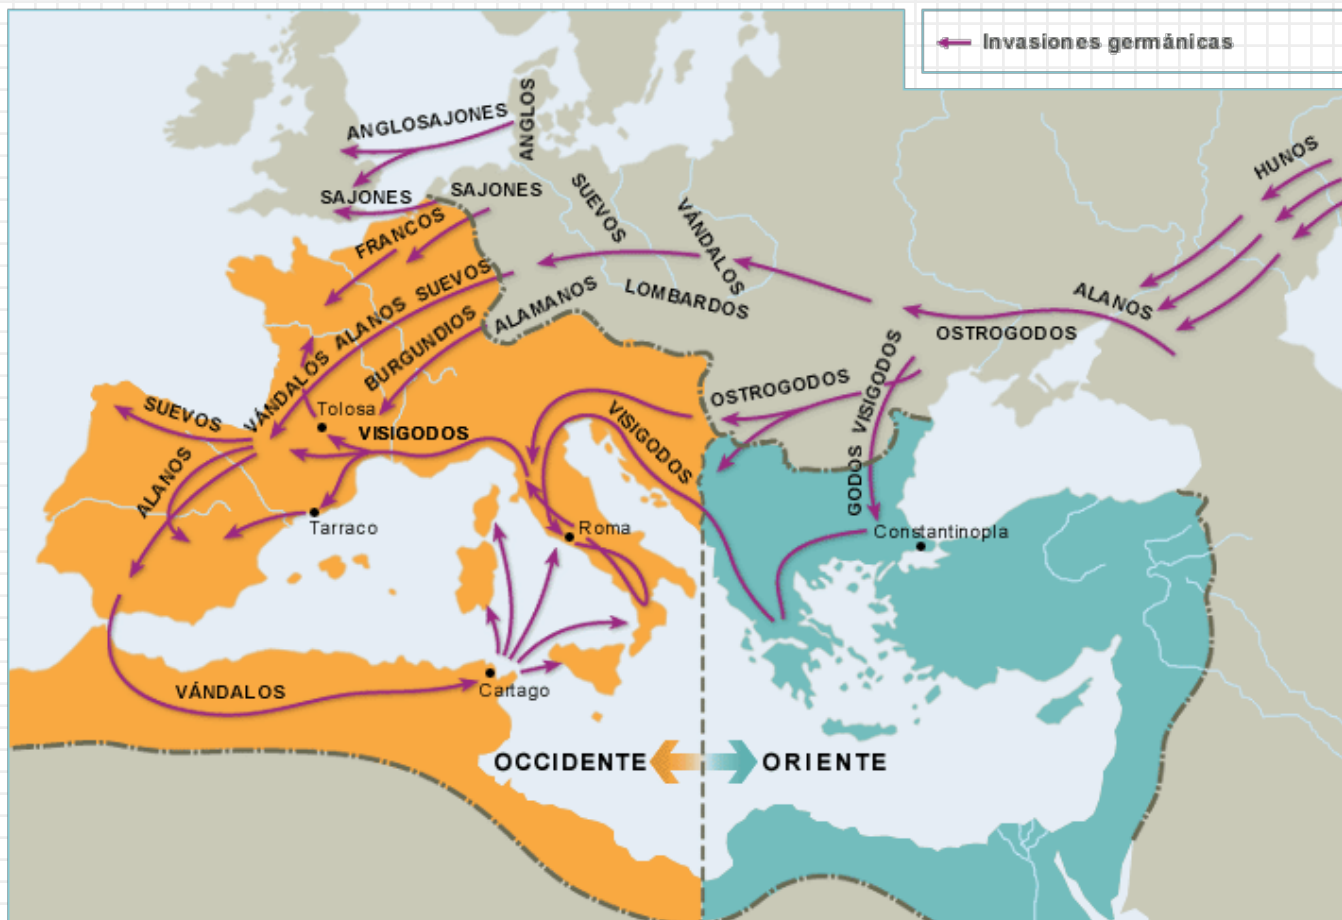 Invasiones germánicas
ANGLOSAJONES
ANGLOS
HUNOS
SAJONES
SAJONES
SUEVOS
VÁNDALOS
FRANCOS
ALANOS
SUEVOS
ALAMANOS
LOMBARDOS
ALANOS
OSTROGODOS
VÁNDALOS
BURGUNDIOS
OSTROGODOS
VISIGODOS
SUEVOS
Tolosa
VISIGODOS
VISIGODOS
GODOS
ALANOS
Tarraco
Roma
Constantinopla
VÁNDALOS
Cartago
OCCIDENTE
ORIENTE